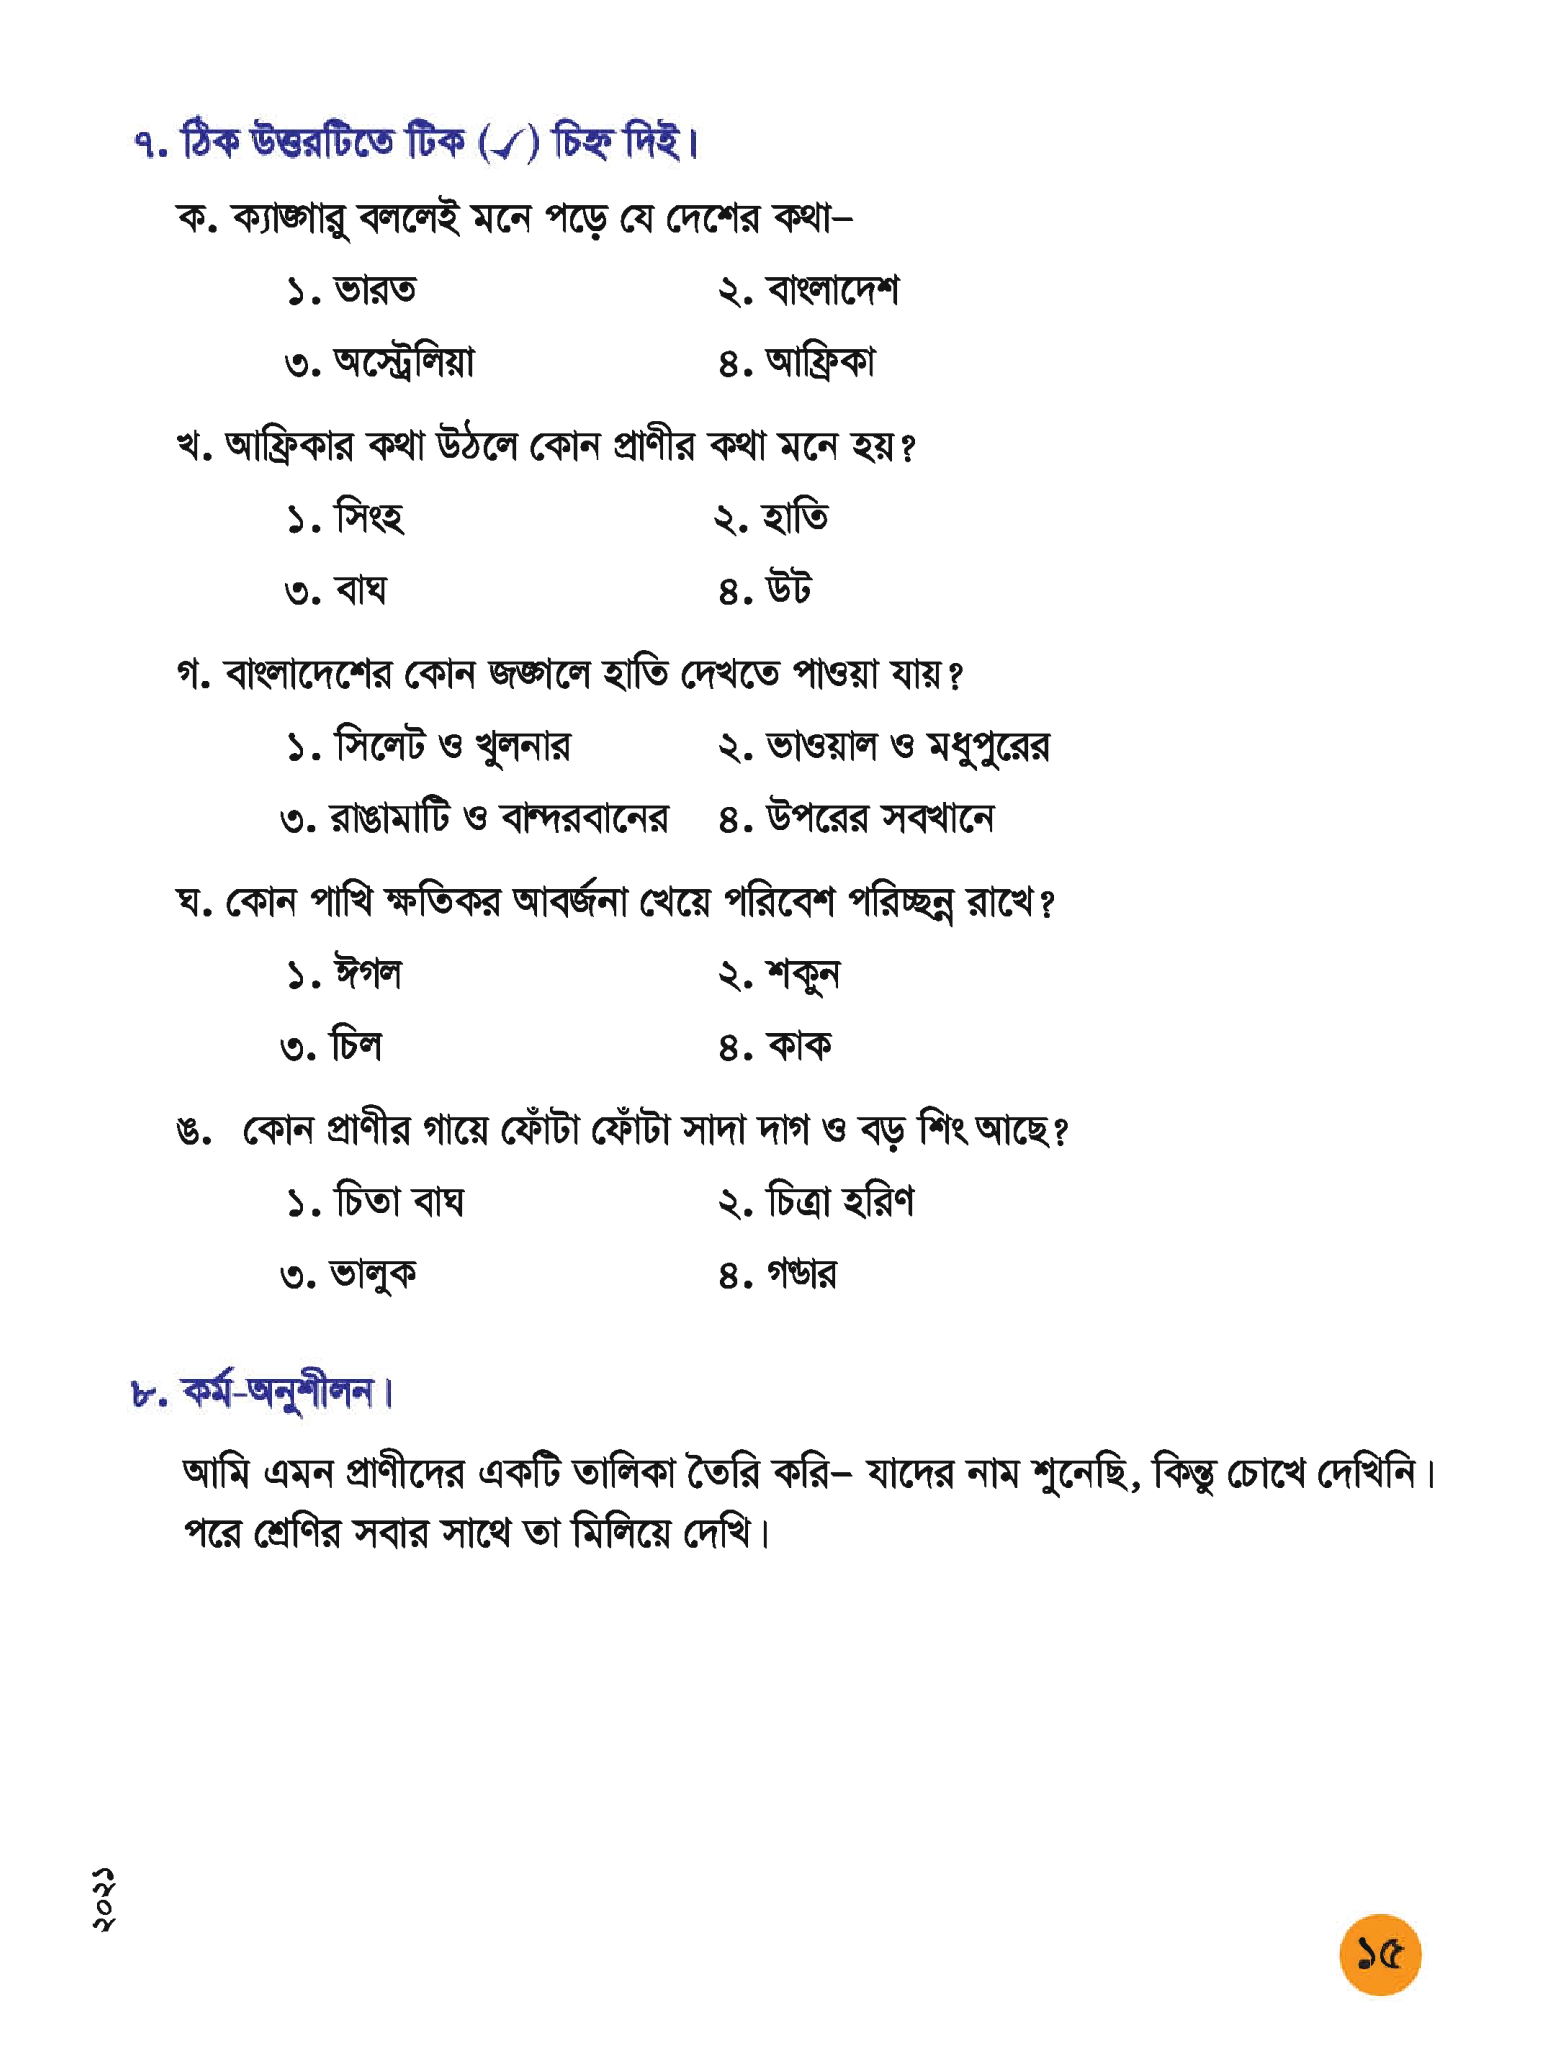 ৭. ঠিক উত্তরটিতে টিক (✓) চিহ্ন দিই।
ক. ক্যাঙ্গারু বললেই মনে পড়ে যে দেশের কথা–
১. ভারত ২. বাংলাদেশ
৩. অস্ট্রেলিয়া ৪. আফ্রিকা
খ. আফ্রিকার কথা উঠলে কোন প্রাণীর কথা মনে হয়?
১. সিংহ ২. হাতি
৩. বাঘ ৪. উট
গ. বাংলাদেশের কোন জঙ্গলে হাতি দেখতে পাওয়া যায়?
১. সিলেট ও খুলনার ২. ভাওয়াল ও মধুপুরের
৩. রাঙামাটি ও বান্দরবানের ৪. উপরের সবখানে
ঘ. কোন পাখি ক্ষতিকর আবর্জনা খেয়ে পরিবেশ পরিচ্ছন্ন রাখে?
১. ঈগল ২. শকুন
৩. চিল ৪. কাক
ঙ. কোন প্রাণীর গায়ে ফোঁটা ফোঁটা সাদা দাগ ও বড় শিং আছে?
১. চিতা বাঘ ২. চিত্রা হরিণ
৩. ভালুক ৪. গণ্ডার
৮. কর্ম-অনুশীলন।
আমি এমন প্রাণীদের একটি তালিকা তৈরি করি– যাদের নাম শুনেছি, কিন্তু চোখে দেখিনি।
পরে শ্রেণির সবার সাথে তা মিলিয়ে দেখি।
২০২১
১৫